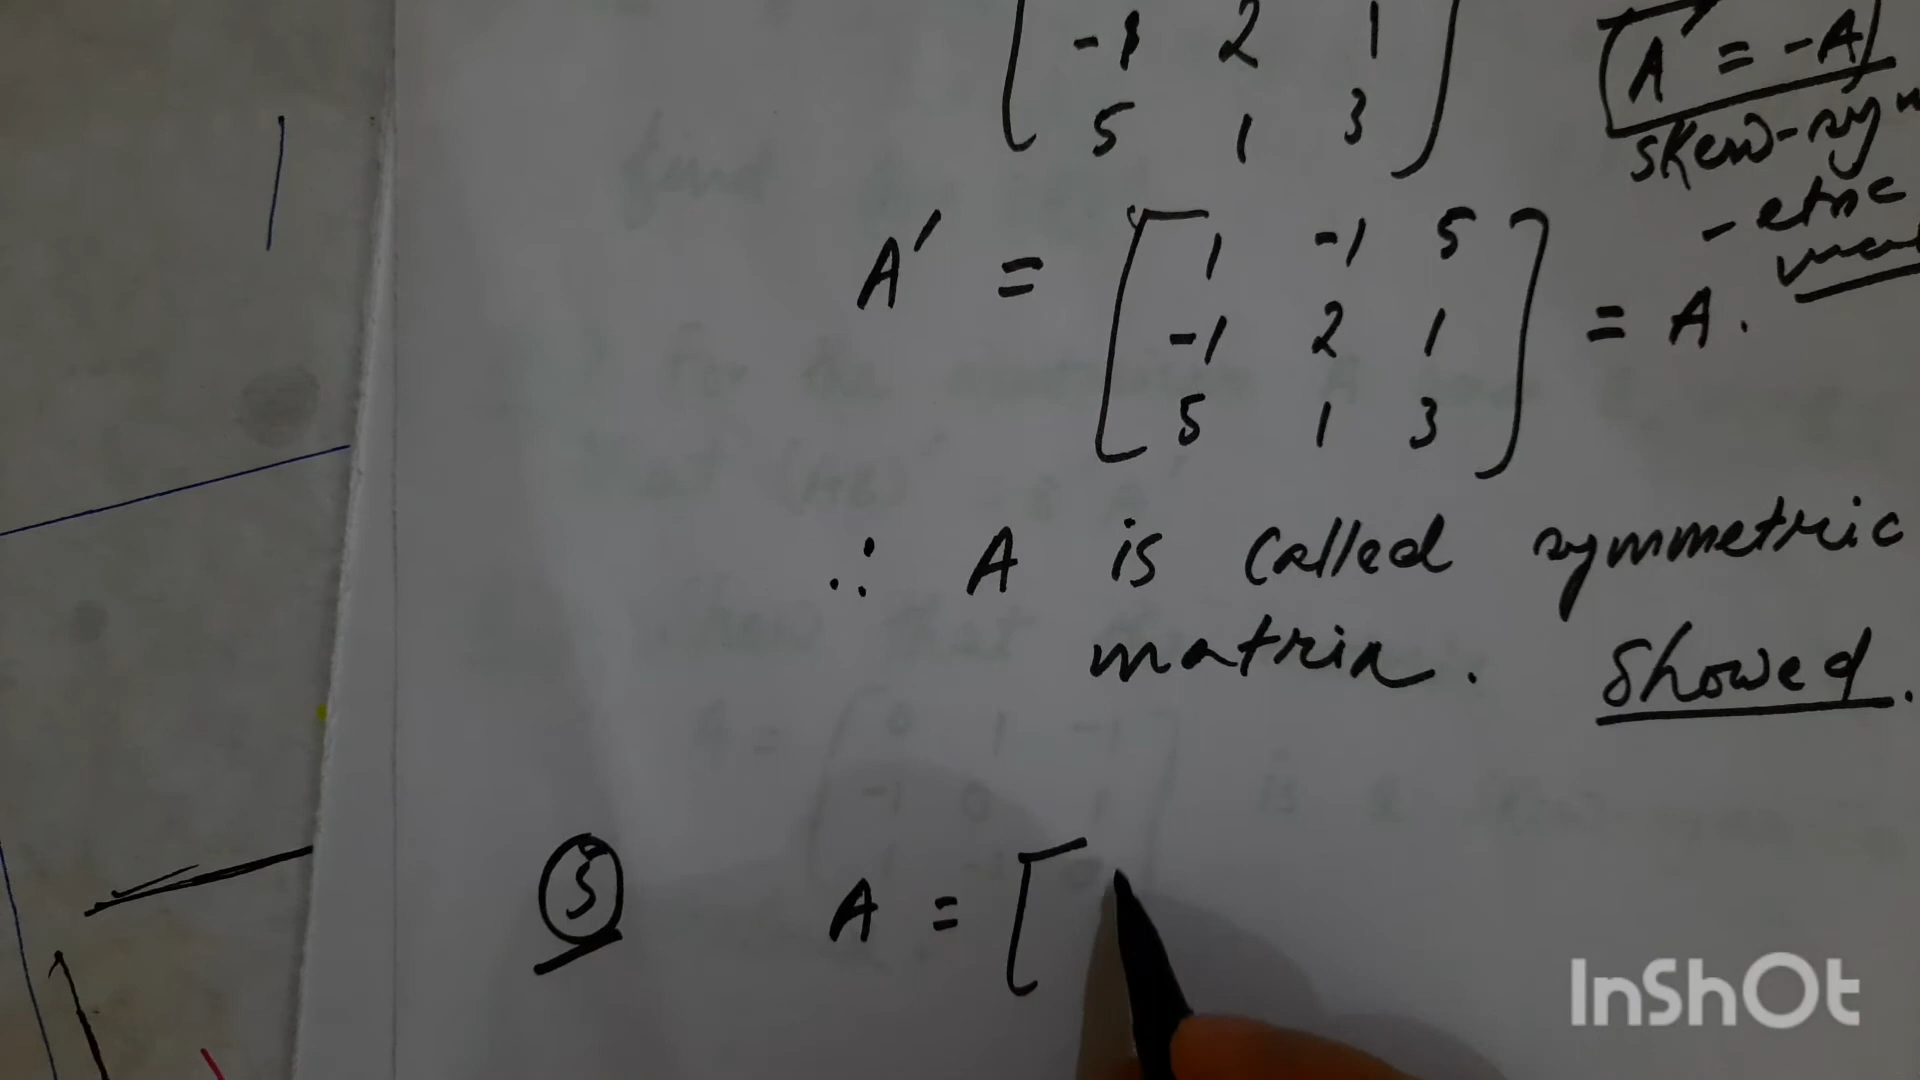 -1 2 1
5 1 3
A' = -A
skew-sym
-etric
A' = [ 1 -1 5
-1 2 1
5 1 3 ] = A.
∴ A is called symmetric
matrix. Showed.
5 A = [
InShOt